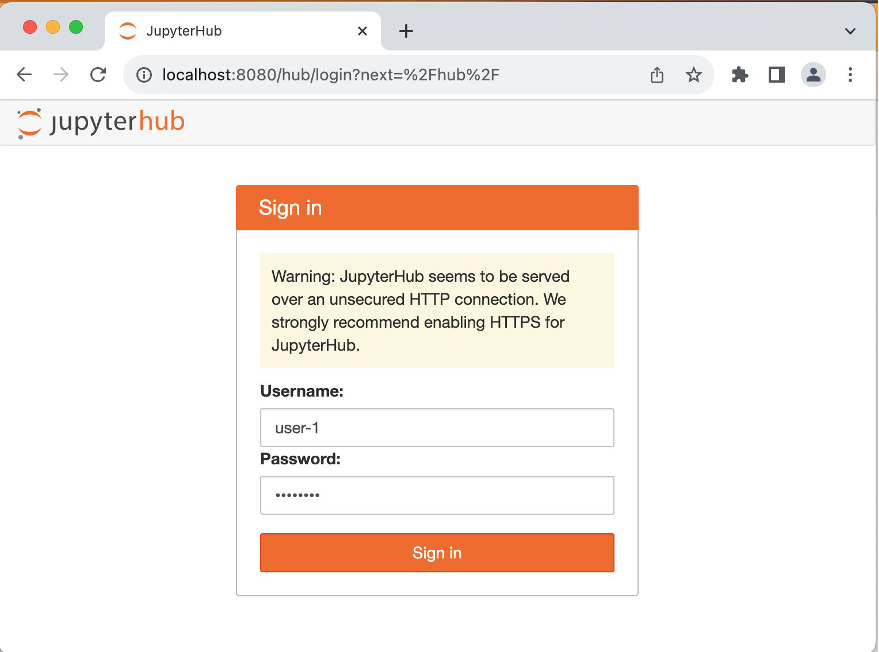 JupyterHub
localhost:8080/hub/login?next=%2Fhub%2F
jupyterhub
Sign in
Warning: JupyterHub seems to be served
over an unsecured HTTP connection. We
strongly recommend enabling HTTPS for
JupyterHub.
Username:
user-1
Password:
••••••••
Sign in